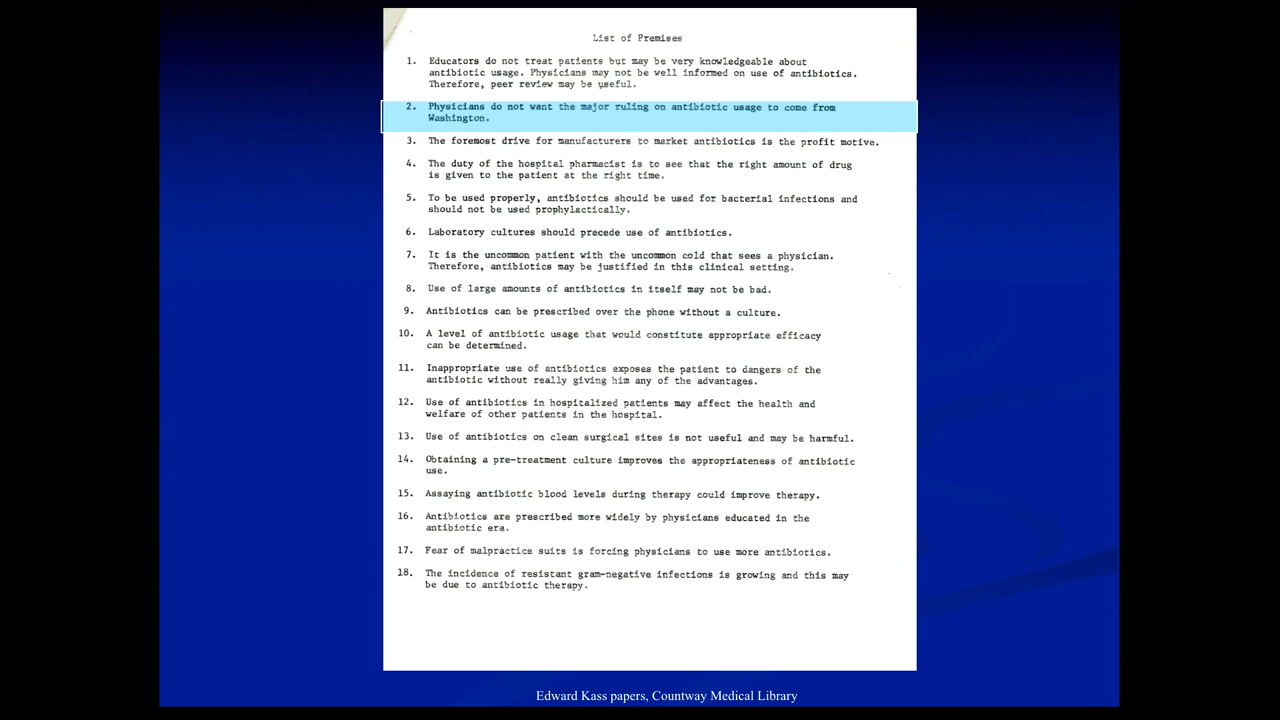 List of Premises
1. Educators do not treat patients but may be very knowledgeable about
antibiotic usage. Physicians may not be well informed on use of antibiotics.
Therefore, peer review may be useful.
2. Physicians do not want the major ruling on antibiotic usage to come from
Washington.
3. The foremost drive for manufacturers to market antibiotics is the profit motive.
4. The duty of the hospital pharmacist is to see that the right amount of drug
is given to the patient at the right time.
5. To be used properly, antibiotics should be used for bacterial infections and
should not be used prophylactically.
6. Laboratory cultures should precede use of antibiotics.
7. It is the uncommon patient with the uncommon cold that sees a physician.
Therefore, antibiotics may be justified in this clinical setting.
8. Use of large amounts of antibiotics in itself may not be bad.
9. Antibiotics can be prescribed over the phone without a culture.
10. A level of antibiotic usage that would constitute appropriate efficacy
can be determined.
11. Inappropriate use of antibiotics exposes the patient to dangers of the
antibiotic without really giving him any of the advantages.
12. Use of antibiotics in hospitalized patients may affect the health and
welfare of other patients in the hospital.
13. Use of antibiotics on clean surgical sites is not useful and may be harmful.
14. Obtaining a pre-treatment culture improves the appropriateness of antibiotic
use.
15. Assaying antibiotic blood levels during therapy could improve therapy.
16. Antibiotics are prescribed more widely by physicians educated in the
antibiotic era.
17. Fear of malpractice suits is forcing physicians to use more antibiotics.
18. The incidence of resistant gram-negative infections is growing and this may
be due to antibiotic therapy.
Edward Kass papers, Countway Medical Library